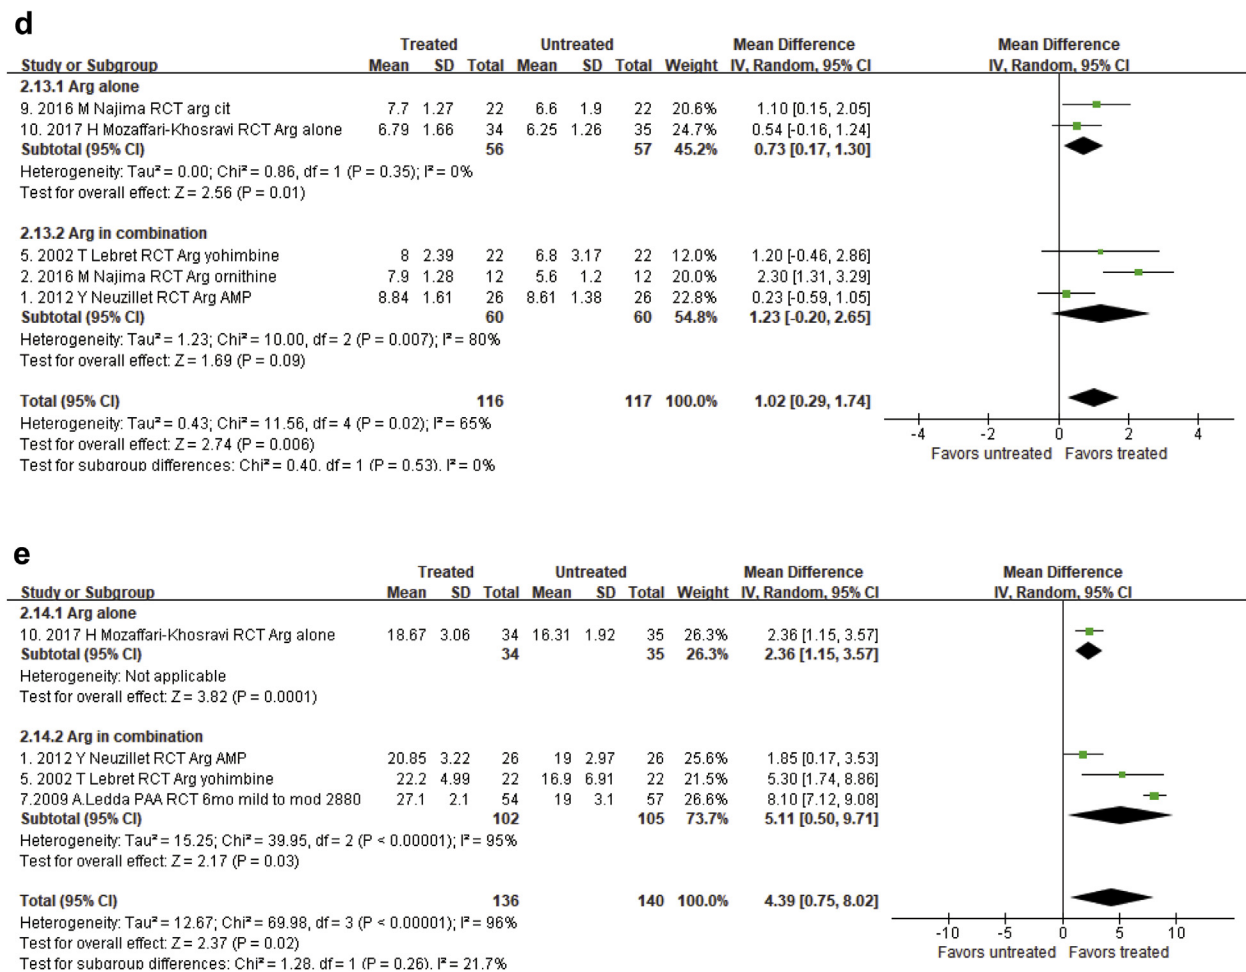 d
Treated Untreated Mean Difference Mean Difference
Study or Subgroup Mean SD Total Mean SD Total Weight IV, Random, 95% CI IV, Random, 95% CI
2.13.1 Arg alone
9. 2016 M Najima RCT arg cit 7.7 1.27 22 6.6 1.9 22 20.6% 1.10 [0.15, 2.05]
10. 2017 H Mozaffari-Khosravi RCT Arg alone 6.79 1.66 34 6.25 1.26 35 24.7% 0.54 [-0.16, 1.24]
Subtotal (95% CI) 56 57 45.2% 0.73 [0.17, 1.30]
Heterogeneity: Tau² = 0.00; Chi² = 0.86, df = 1 (P = 0.35); I² = 0%
Test for overall effect: Z = 2.56 (P = 0.01)
2.13.2 Arg in combination
5. 2002 T Lebret RCT Arg yohimbine 8 2.39 22 6.8 3.17 22 12.0% 1.20 [-0.46, 2.86]
2. 2016 M Najima RCT Arg ornithine 7.9 1.28 12 5.6 1.2 12 20.0% 2.30 [1.31, 3.29]
1. 2012 Y Neuzillet RCT Arg AMP 8.84 1.61 26 8.61 1.38 26 22.8% 0.23 [-0.59, 1.05]
Subtotal (95% CI) 60 60 54.8% 1.23 [-0.20, 2.65]
Heterogeneity: Tau² = 1.23; Chi² = 10.00, df = 2 (P = 0.007); I² = 80%
Test for overall effect: Z = 1.69 (P = 0.09)
Total (95% CI) 116 117 100.0% 1.02 [0.29, 1.74]
Heterogeneity: Tau² = 0.43; Chi² = 11.56, df = 4 (P = 0.02); I² = 65%
Test for overall effect: Z = 2.74 (P = 0.006)
Test for subgroup differences: Chi² = 0.40. df = 1 (P = 0.53). I² = 0%
-4 -2 0 2 4
Favors untreated Favors treated
e
Treated Untreated Mean Difference Mean Difference
Study or Subgroup Mean SD Total Mean SD Total Weight IV, Random, 95% CI IV, Random, 95% CI
2.14.1 Arg alone
10. 2017 H Mozaffari-Khosravi RCT Arg alone 18.67 3.06 34 16.31 1.92 35 26.3% 2.36 [1.15, 3.57]
Subtotal (95% CI) 34 35 26.3% 2.36 [1.15, 3.57]
Heterogeneity: Not applicable
Test for overall effect: Z = 3.82 (P = 0.0001)
2.14.2 Arg in combination
1. 2012 Y Neuzillet RCT Arg AMP 20.85 3.22 26 19 2.97 26 25.6% 1.85 [0.17, 3.53]
5. 2002 T Lebret RCT Arg yohimbine 22.2 4.99 22 16.9 6.91 22 21.5% 5.30 [1.74, 8.86]
7.2009 A.Ledda PAA RCT 6mo mild to mod 2880 27.1 2.1 54 19 3.1 57 26.6% 8.10 [7.12, 9.08]
Subtotal (95% CI) 102 105 73.7% 5.11 [0.50, 9.71]
Heterogeneity: Tau² = 15.25; Chi² = 39.95, df = 2 (P < 0.00001); I² = 95%
Test for overall effect: Z = 2.17 (P = 0.03)
Total (95% CI) 136 140 100.0% 4.39 [0.75, 8.02]
Heterogeneity: Tau² = 12.67; Chi² = 69.98, df = 3 (P < 0.00001); I² = 96%
Test for overall effect: Z = 2.37 (P = 0.02)
Test for subgroup differences: Chi² = 1.28. df = 1 (P = 0.26). I² = 21.7%
-10 -5 0 5 10
Favors untreated Favors treated